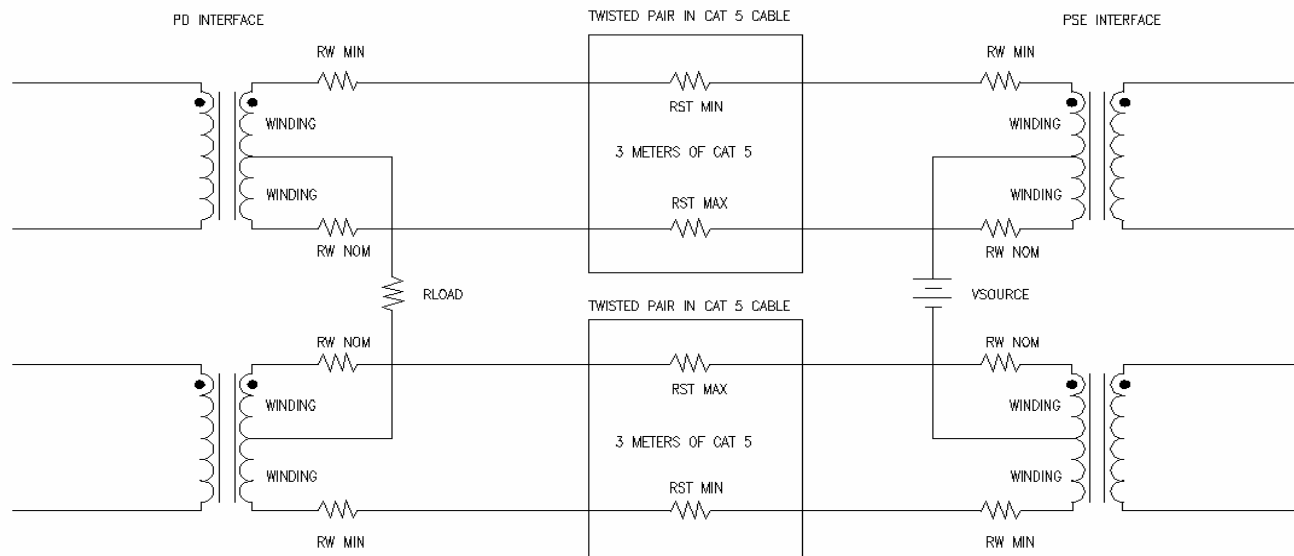 PD INTERFACE
TWISTED PAIR IN CAT 5 CABLE
PSE INTERFACE
RW MIN
RW MIN
RST MIN
WINDING
WINDING
3 METERS OF CAT 5
WINDING
WINDING
RST MAX
RW NOM
RW NOM
RLOAD
VSOURCE
TWISTED PAIR IN CAT 5 CABLE
RW NOM
RW NOM
RST MAX
WINDING
WINDING
3 METERS OF CAT 5
WINDING
WINDING
RST MIN
RW MIN
RW MIN